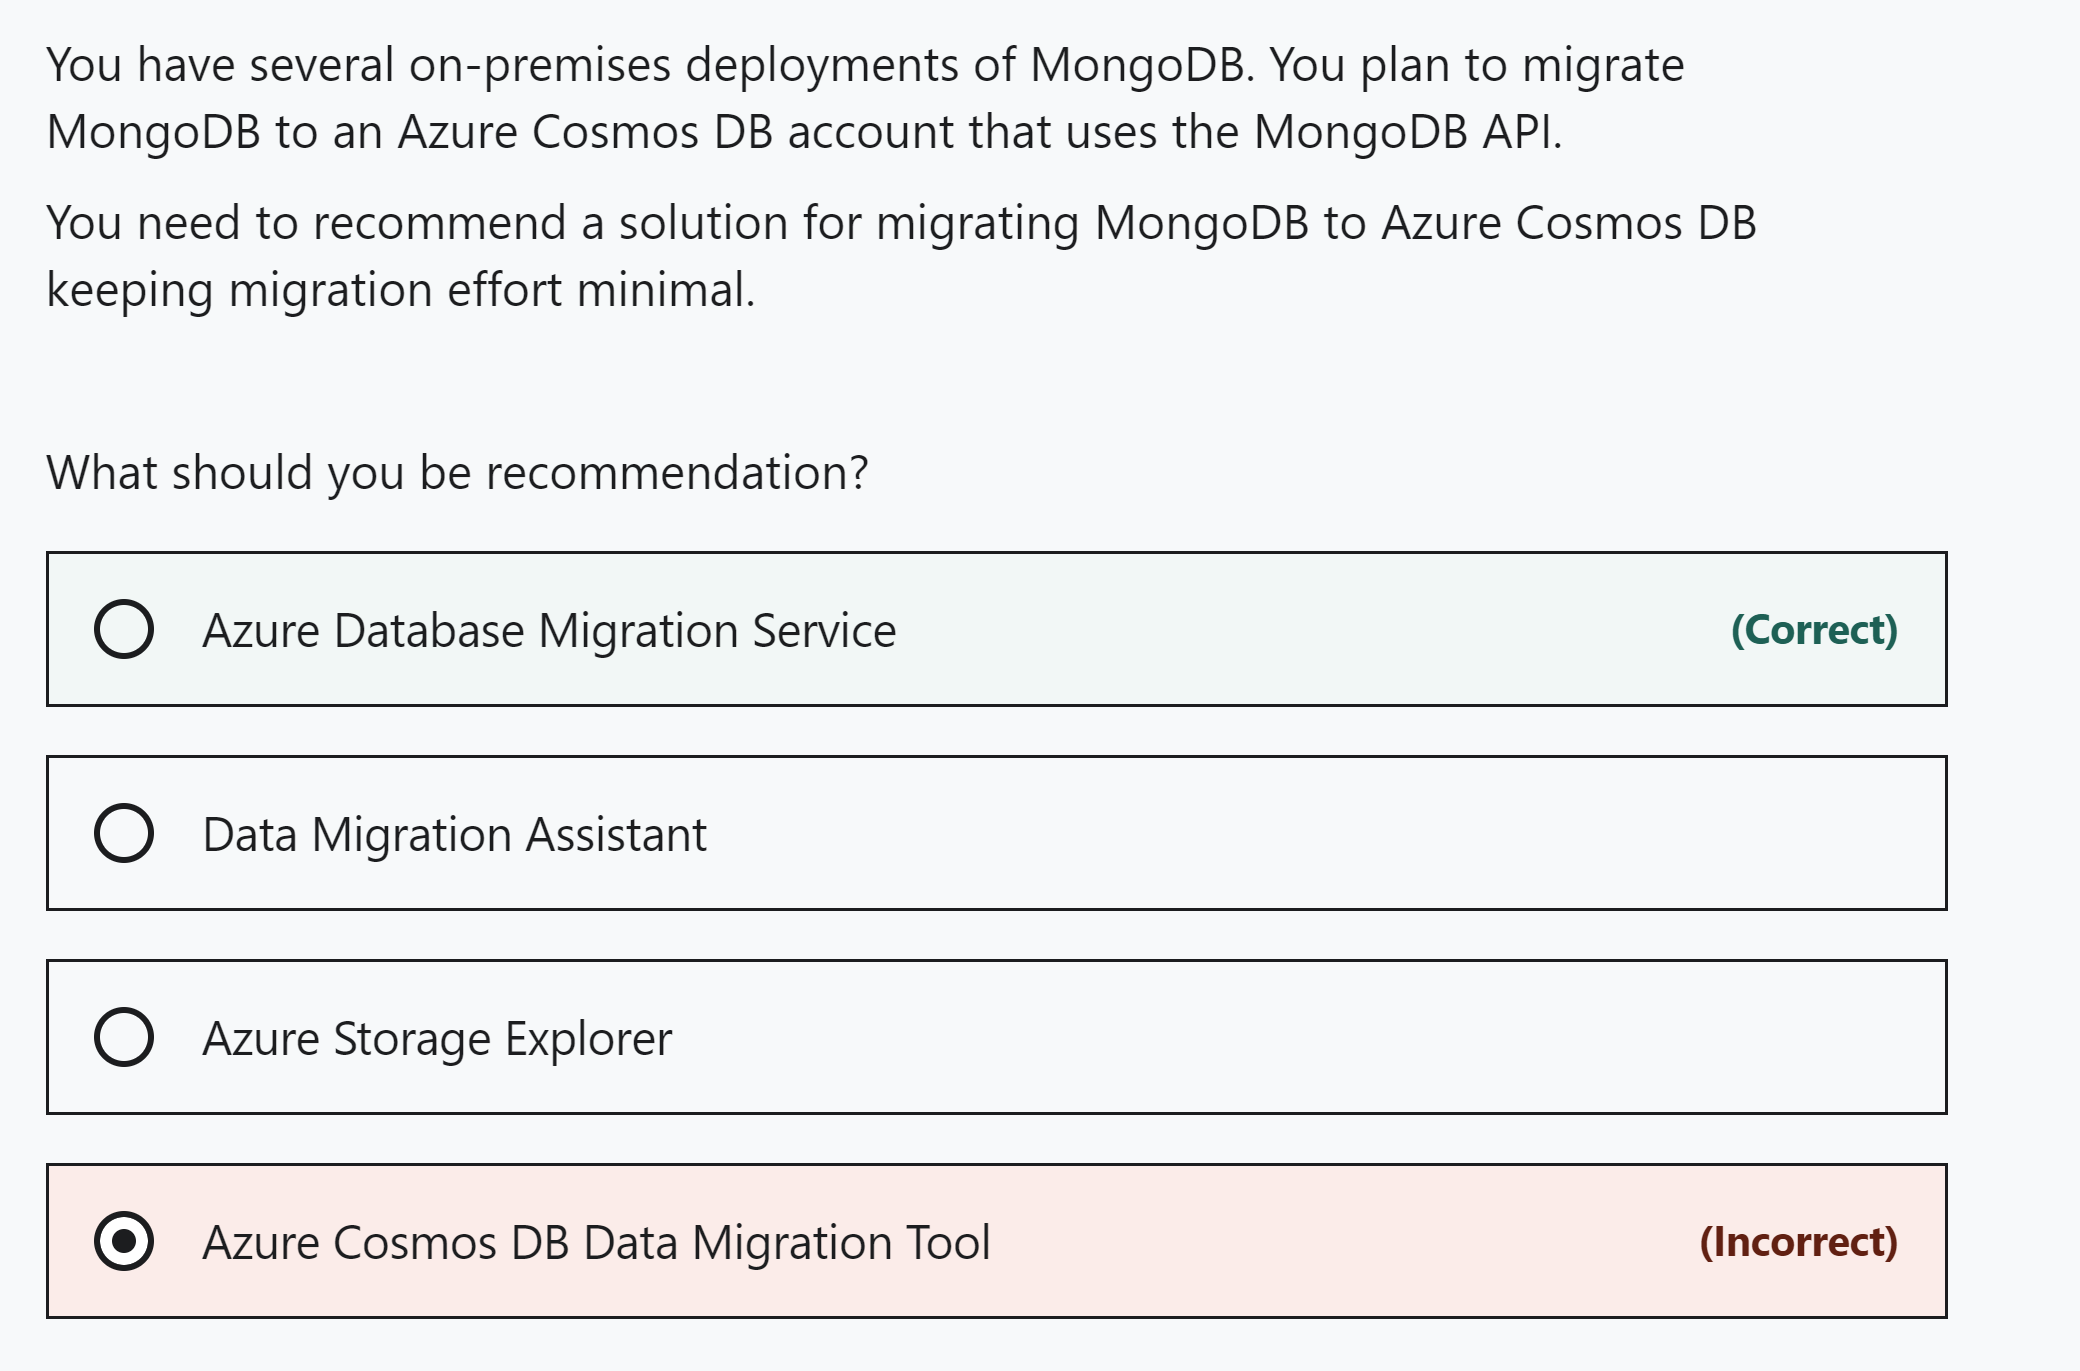 You have several on-premises deployments of MongoDB. You plan to migrate
MongoDB to an Azure Cosmos DB account that uses the MongoDB API.
You need to recommend a solution for migrating MongoDB to Azure Cosmos DB
keeping migration effort minimal.
What should you be recommendation?
Azure Database Migration Service (Correct)
Data Migration Assistant
Azure Storage Explorer
Azure Cosmos DB Data Migration Tool (Incorrect)